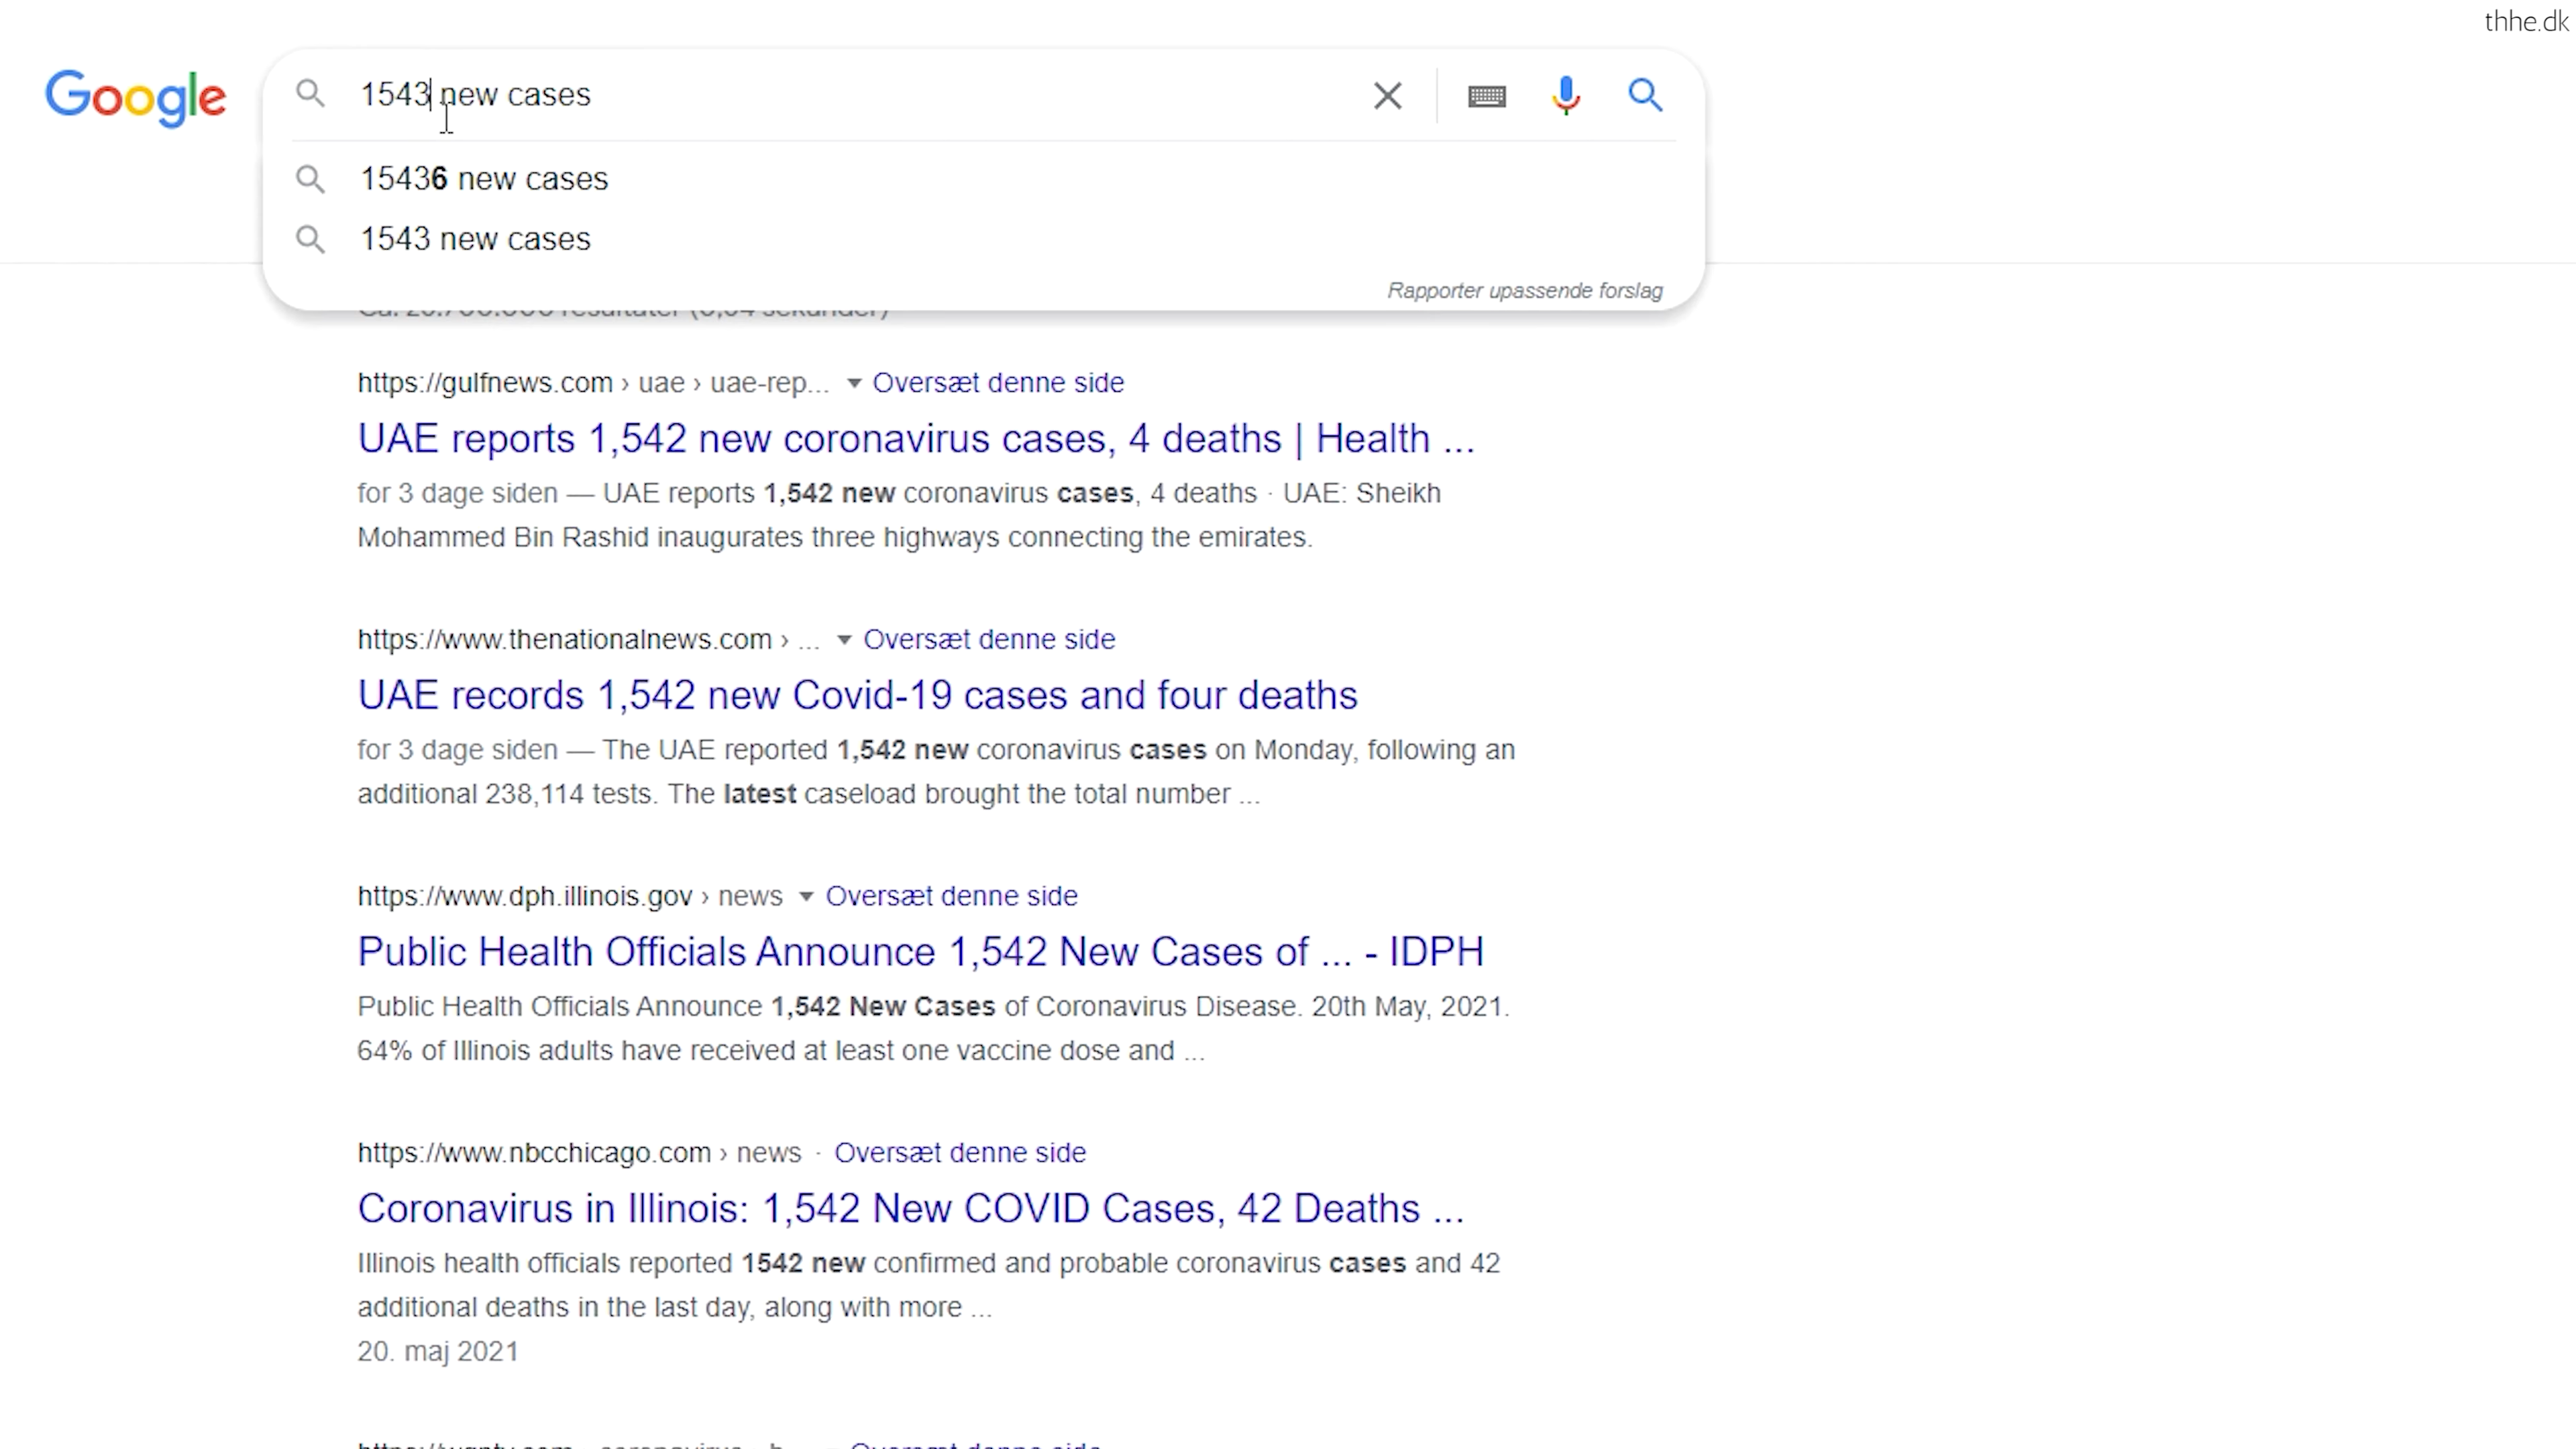 thhe.dk
Google
1543 new cases
15436 new cases
1543 new cases
Rapporter upassende forslag
https://gulfnews.com › uae › uae-rep... Oversæt denne side
UAE reports 1,542 new coronavirus cases, 4 deaths | Health ...
for 3 dage siden — UAE reports 1,542 new coronavirus cases, 4 deaths · UAE: Sheikh
Mohammed Bin Rashid inaugurates three highways connecting the emirates.
https://www.thenationalnews.com › ... Oversæt denne side
UAE records 1,542 new Covid-19 cases and four deaths
for 3 dage siden — The UAE reported 1,542 new coronavirus cases on Monday, following an
additional 238,114 tests. The latest caseload brought the total number ...
https://www.dph.illinois.gov › news Oversæt denne side
Public Health Officials Announce 1,542 New Cases of ... - IDPH
Public Health Officials Announce 1,542 New Cases of Coronavirus Disease. 20th May, 2021.
64% of Illinois adults have received at least one vaccine dose and ...
https://www.nbcchicago.com › news · Oversæt denne side
Coronavirus in Illinois: 1,542 New COVID Cases, 42 Deaths ...
Illinois health officials reported 1542 new confirmed and probable coronavirus cases and 42
additional deaths in the last day, along with more ...
20. maj 2021